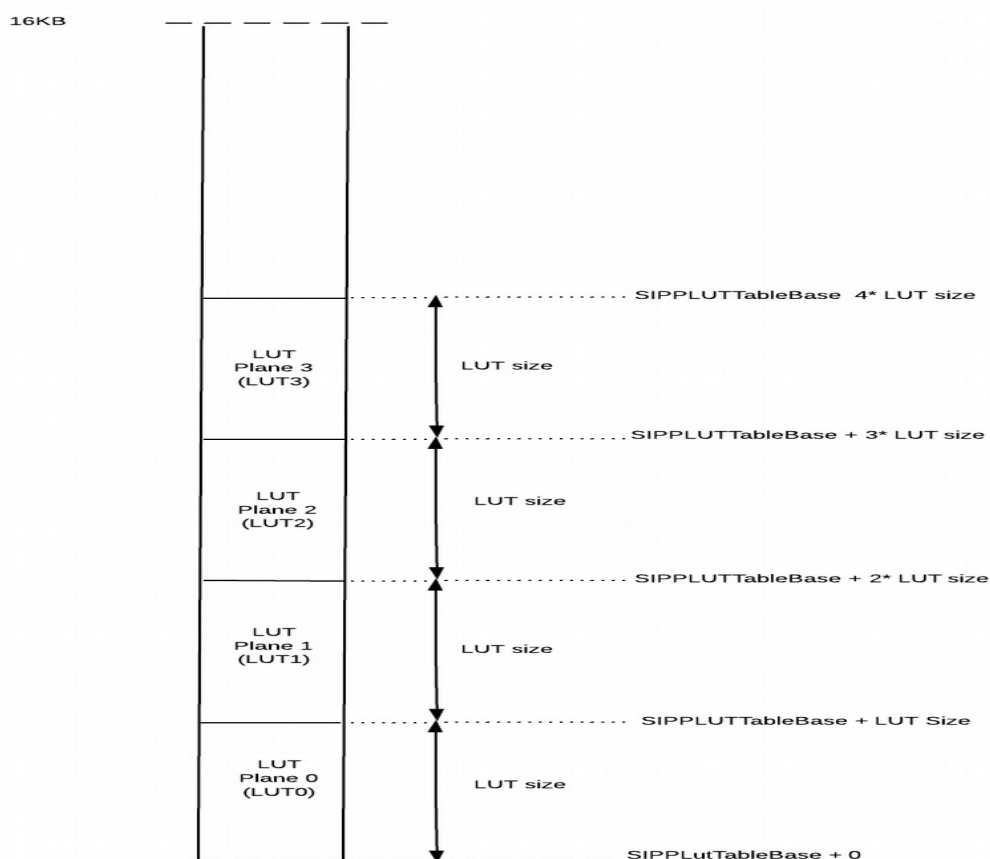 16KB
SIPPLUTTableBase 4* LUT size
LUT
Plane 3
(LUT3)
LUT size
SIPPLUTTableBase + 3* LUT size
LUT
Plane 2
(LUT2)
LUT size
SIPPLUTTableBase + 2* LUT size
LUT
Plane 1
(LUT1)
LUT size
SIPPLUTTableBase + LUT Size
LUT
Plane 0
(LUT0)
LUT size
SIPPLutTableBase + 0